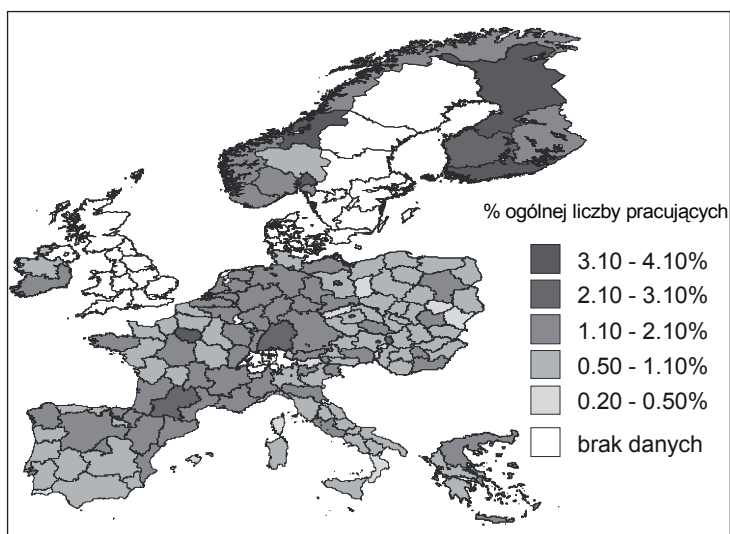 % ogólnej liczby pracujących
3.10 - 4.10%
2.10 - 3.10%
1.10 - 2.10%
0.50 - 1.10%
0.20 - 0.50%
brak danych